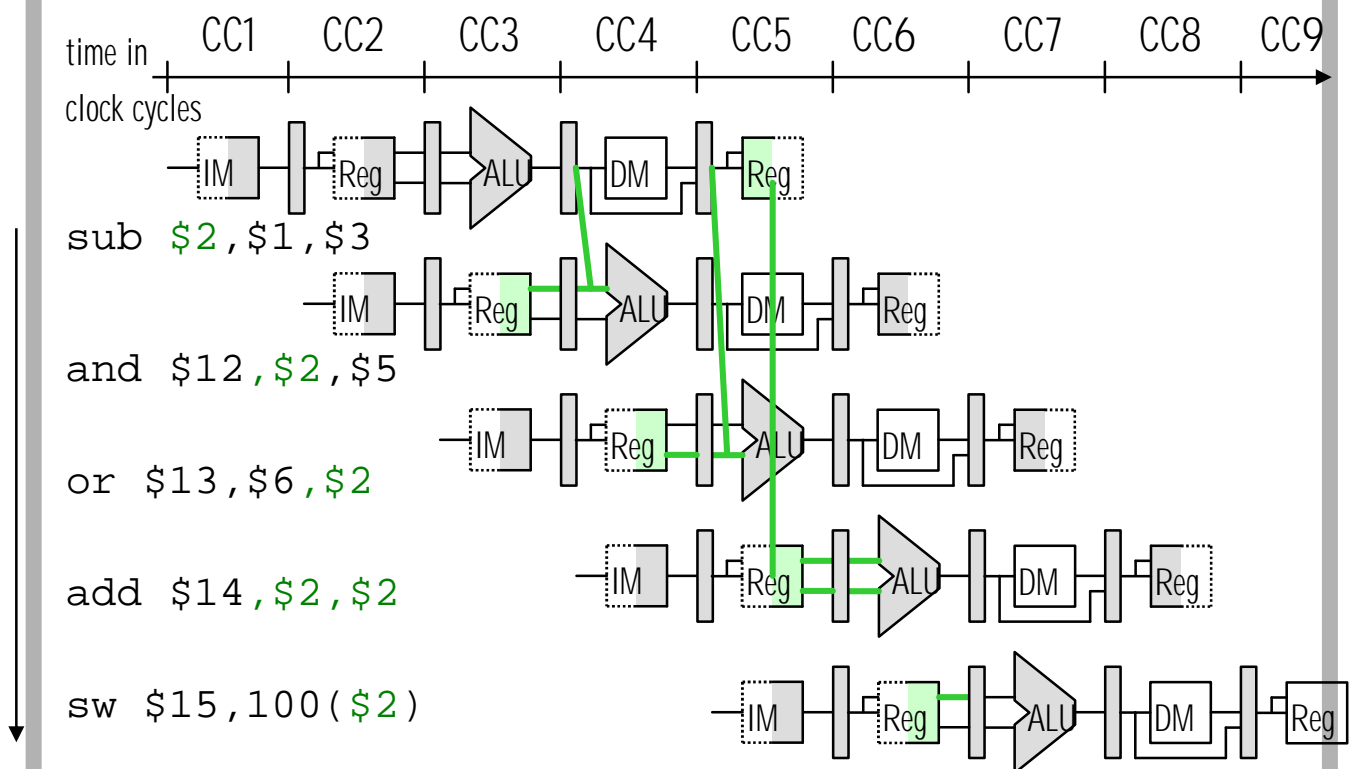 time in CC1 CC2 CC3 CC4 CC5 CC6 CC7 CC8 CC9
clock cycles
IM Reg ALU DM Reg
sub $2,$1,$3
IM Reg ALU DM Reg
and $12,$2,$5
IM Reg ALU DM Reg
or $13,$6,$2
IM Reg ALU DM Reg
add $14,$2,$2
IM Reg ALU DM Reg
sw $15,100($2)